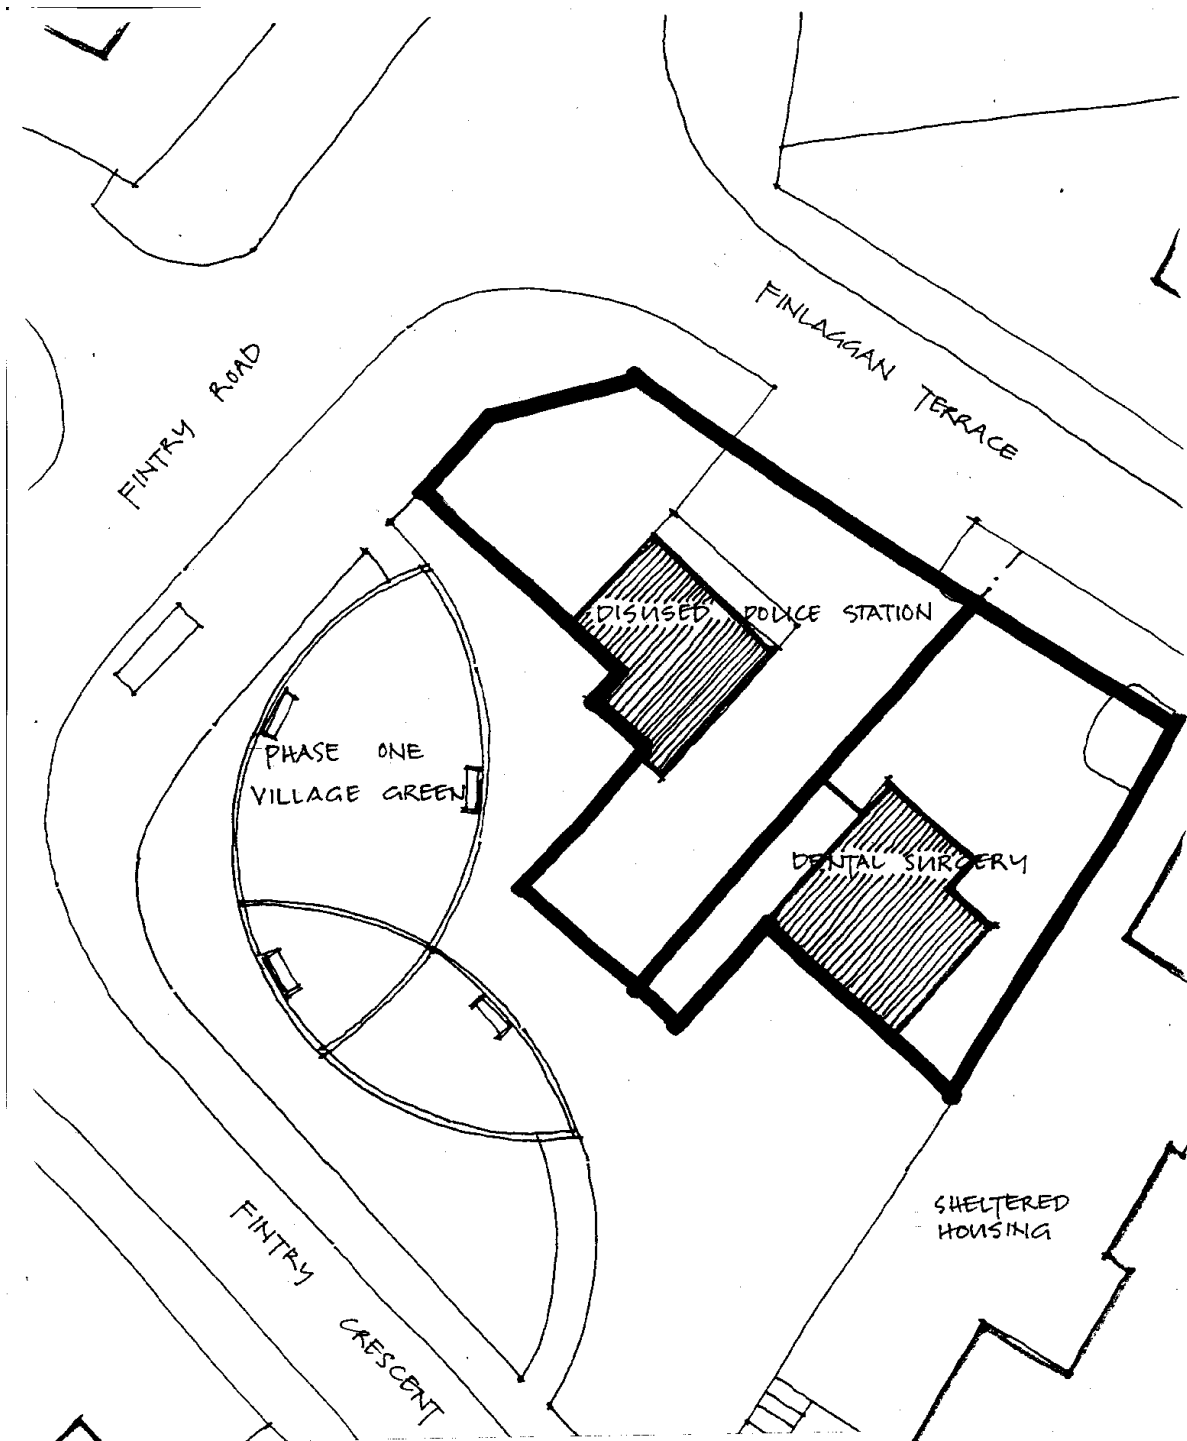 FINLAGGAN TERRACE
FINTRY ROAD
DISUSED POLICE STATION
PHASE ONE
VILLAGE GREEN
DENTAL SURGERY
SHELTERED
HOUSING
FINTRY CRESCENT